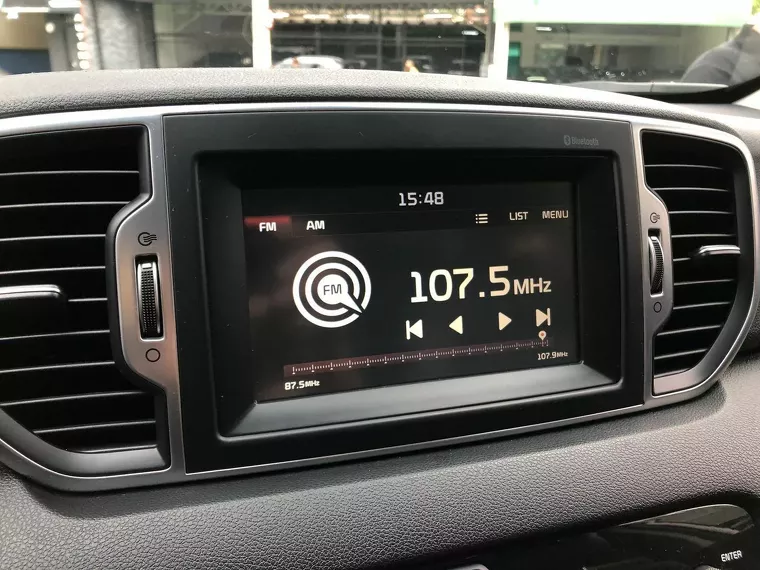 Bluetooth
15:48
FM AM LIST MENU
FM
107.5MHz
87.5MHz 107.9MHz
ENTER